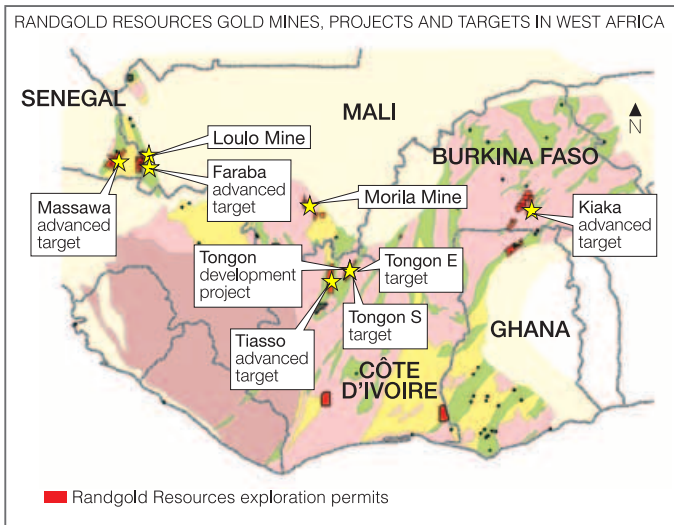 RANDGOLD RESOURCES GOLD MINES, PROJECTS AND TARGETS IN WEST AFRICA
SENEGAL
MALI
N
Loulo Mine
BURKINA FASO
Faraba
advanced
target
Massawa
advanced
target
Morila Mine
Kiaka
advanced
target
Tongon
development
project
Tongon E
target
Tongon S
target
Tiasso
advanced
target
GHANA
CÔTE
D'IVOIRE
Randgold Resources exploration permits